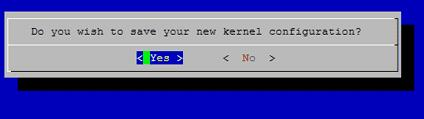 Do you wish to save your new kernel configuration?
< Yes > < No >